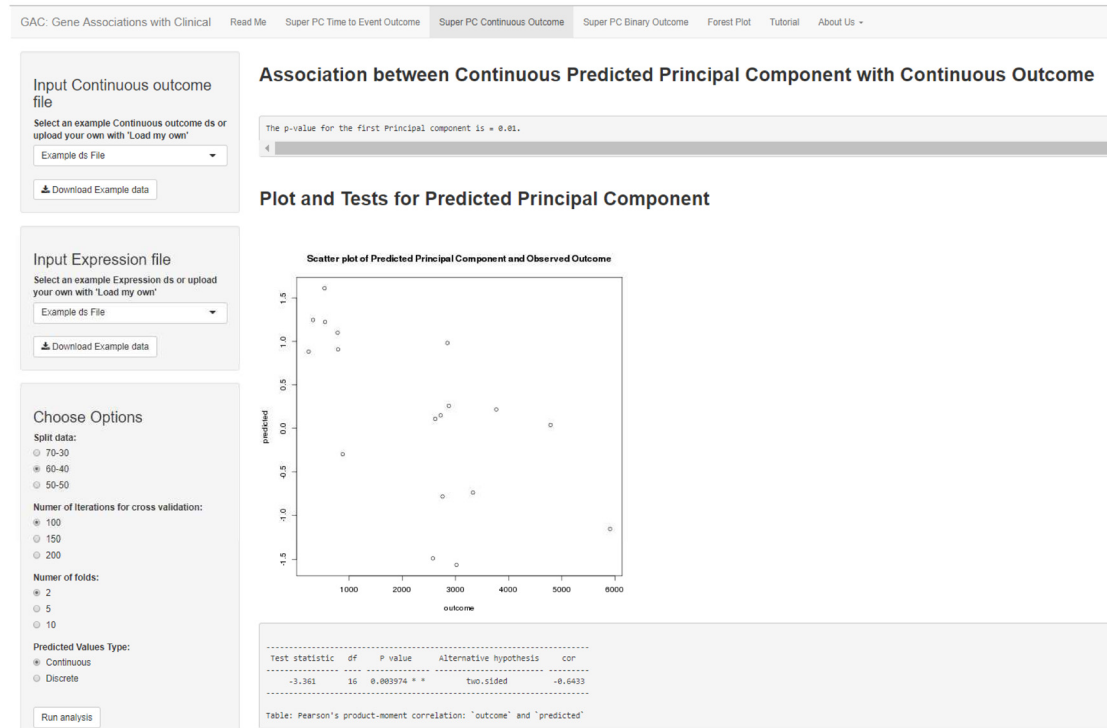 GAC: Gene Associations with Clinical Read Me Super PC Time to Event Outcome Super PC Continuous Outcome Super PC Binary Outcome Forest Plot Tutorial About Us
Input Continuous outcome
file
Select an example Continuous outcome ds or
upload your own with 'Load my own'
Example ds File
Download Example data
Input Expression file
Select an example Expression ds or upload
your own with 'Load my own'
Example ds File
Download Example data
Choose Options
Split data:
70-30
60-40
50-50
Numer of Iterations for cross validation:
100
150
200
Numer of folds:
2
5
10
Predicted Values Type:
Continuous
Discrete
Run analysis
Association between Continuous Predicted Principal Component with Continuous Outcome
The p-value for the first Principal component is = 0.01.
Plot and Tests for Predicted Principal Component
Scatter plot of Predicted Principal Component and Observed Outcome
1.5
1.0
0.5
0.0
-0.5
-1.0
-1.5
predicted
1000 2000 3000 4000 5000 6000
outcome
Test statistic df P value Alternative hypothesis cor
-3.361 16 0.003974 * * two.sided -0.6433
Table: Pearson's product-moment correlation: `outcome` and `predicted`